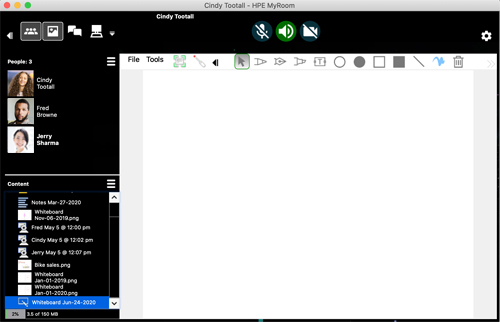 Cindy Tootall - HPE MyRoom
Cindy Tootall
People: 3
Cindy
Tootall
Fred
Browne
Jerry
Sharma
File Tools
T
Content
Notes Mar-27-2020
Whiteboard
Nov-06-2019.png
Fred May 5 @ 12:00 pm
Cindy May 5 @ 12:02 pm
Jerry May 5 @ 12:07 pm
Bike sales.png
Whiteboard
Jan-01-2019.png
Whiteboard
Jan-01-2020.png
Whiteboard Jun-24-2020
2% 3.5 of 150 MB